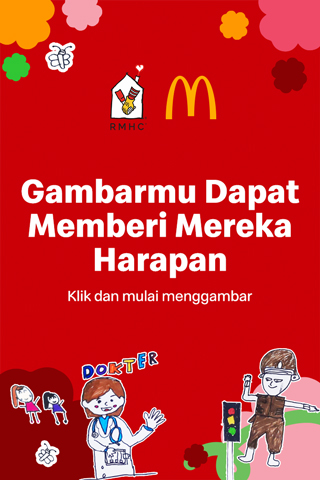 RMHC
Gambarmu Dapat
Memberi Mereka
Harapan
Klik dan mulai menggambar
DOKTER